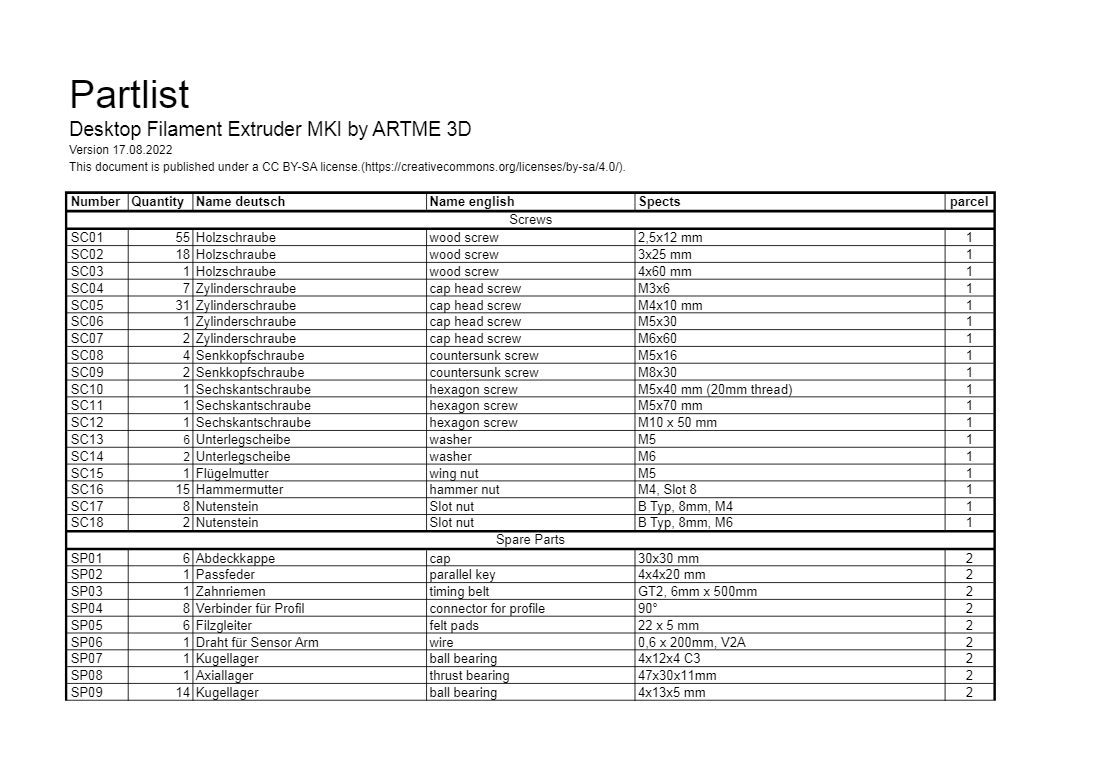 Partlist
Desktop Filament Extruder MKI by ARTME 3D
Version 17.08.2022
This document is published under a CC BY-SA license.(https://creativecommons.org/licenses/by-sa/4.0/).
Number Quantity Name deutsch Name english Spects parcel
Screws
SC01 55 Holzschraube wood screw 2,5x12 mm 1
SC02 18 Holzschraube wood screw 3x25 mm 1
SC03 1 Holzschraube wood screw 4x60 mm 1
SC04 7 Zylinderschraube cap head screw M3x6 1
SC05 31 Zylinderschraube cap head screw M4x10 mm 1
SC06 1 Zylinderschraube cap head screw M5x30 1
SC07 2 Zylinderschraube cap head screw M6x60 1
SC08 4 Senkkopfschraube countersunk screw M5x16 1
SC09 2 Senkkopfschraube countersunk screw M8x30 1
SC10 1 Sechskantschraube hexagon screw M5x40 mm (20mm thread) 1
SC11 1 Sechskantschraube hexagon screw M5x70 mm 1
SC12 1 Sechskantschraube hexagon screw M10 x 50 mm 1
SC13 6 Unterlegscheibe washer M5 1
SC14 2 Unterlegscheibe washer M6 1
SC15 1 Flügelmutter wing nut M5 1
SC16 15 Hammermutter hammer nut M4, Slot 8 1
SC17 8 Nutenstein Slot nut B Typ, 8mm, M4 1
SC18 2 Nutenstein Slot nut B Typ, 8mm, M6 1
Spare Parts
SP01 6 Abdeckkappe cap 30x30 mm 2
SP02 1 Passfeder parallel key 4x4x20 mm 2
SP03 1 Zahnriemen timing belt GT2, 6mm x 500mm 2
SP04 8 Verbinder für Profil connector for profile 90° 2
SP05 6 Filzgleiter felt pads 22 x 5 mm 2
SP06 1 Draht für Sensor Arm wire 0,6 x 200mm, V2A 2
SP07 1 Kugellager ball bearing 4x12x4 C3 2
SP08 1 Axiallager thrust bearing 47x30x11mm 2
SP09 14 Kugellager ball bearing 4x13x5 mm 2